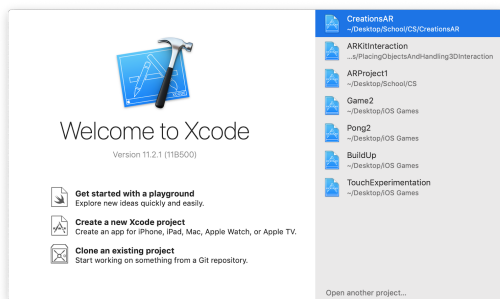 Welcome to Xcode
Version 11.2.1 (11B500)
Get started with a playground
Explore new ideas quickly and easily.
Create a new Xcode project
Create an app for iPhone, iPad, Mac, Apple Watch, or Apple TV.
Clone an existing project
Start working on something from a Git repository.
CreationsAR
~/Desktop/School/CS/CreationsAR
ARKitInteraction
...s/PlacingObjectsAndHandling3DInteraction
ARProject1
~/Desktop/School/CS
Game2
~/Desktop/iOS Games
Pong2
~/Desktop/iOS Games
BuildUp
~/Desktop/iOS Games
TouchExperimentation
~/Desktop/iOS Games
Open another project...